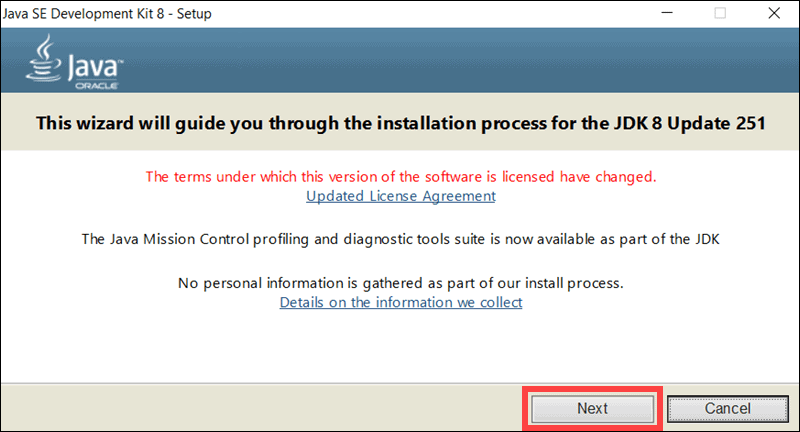 Java SE Development Kit 8 - Setup
Java™
ORACLE
This wizard will guide you through the installation process for the JDK 8 Update 251
The terms under which this version of the software is licensed have changed.
Updated License Agreement
The Java Mission Control profiling and diagnostic tools suite is now available as part of the JDK
No personal information is gathered as part of our install process.
Details on the information we collect
Next Cancel